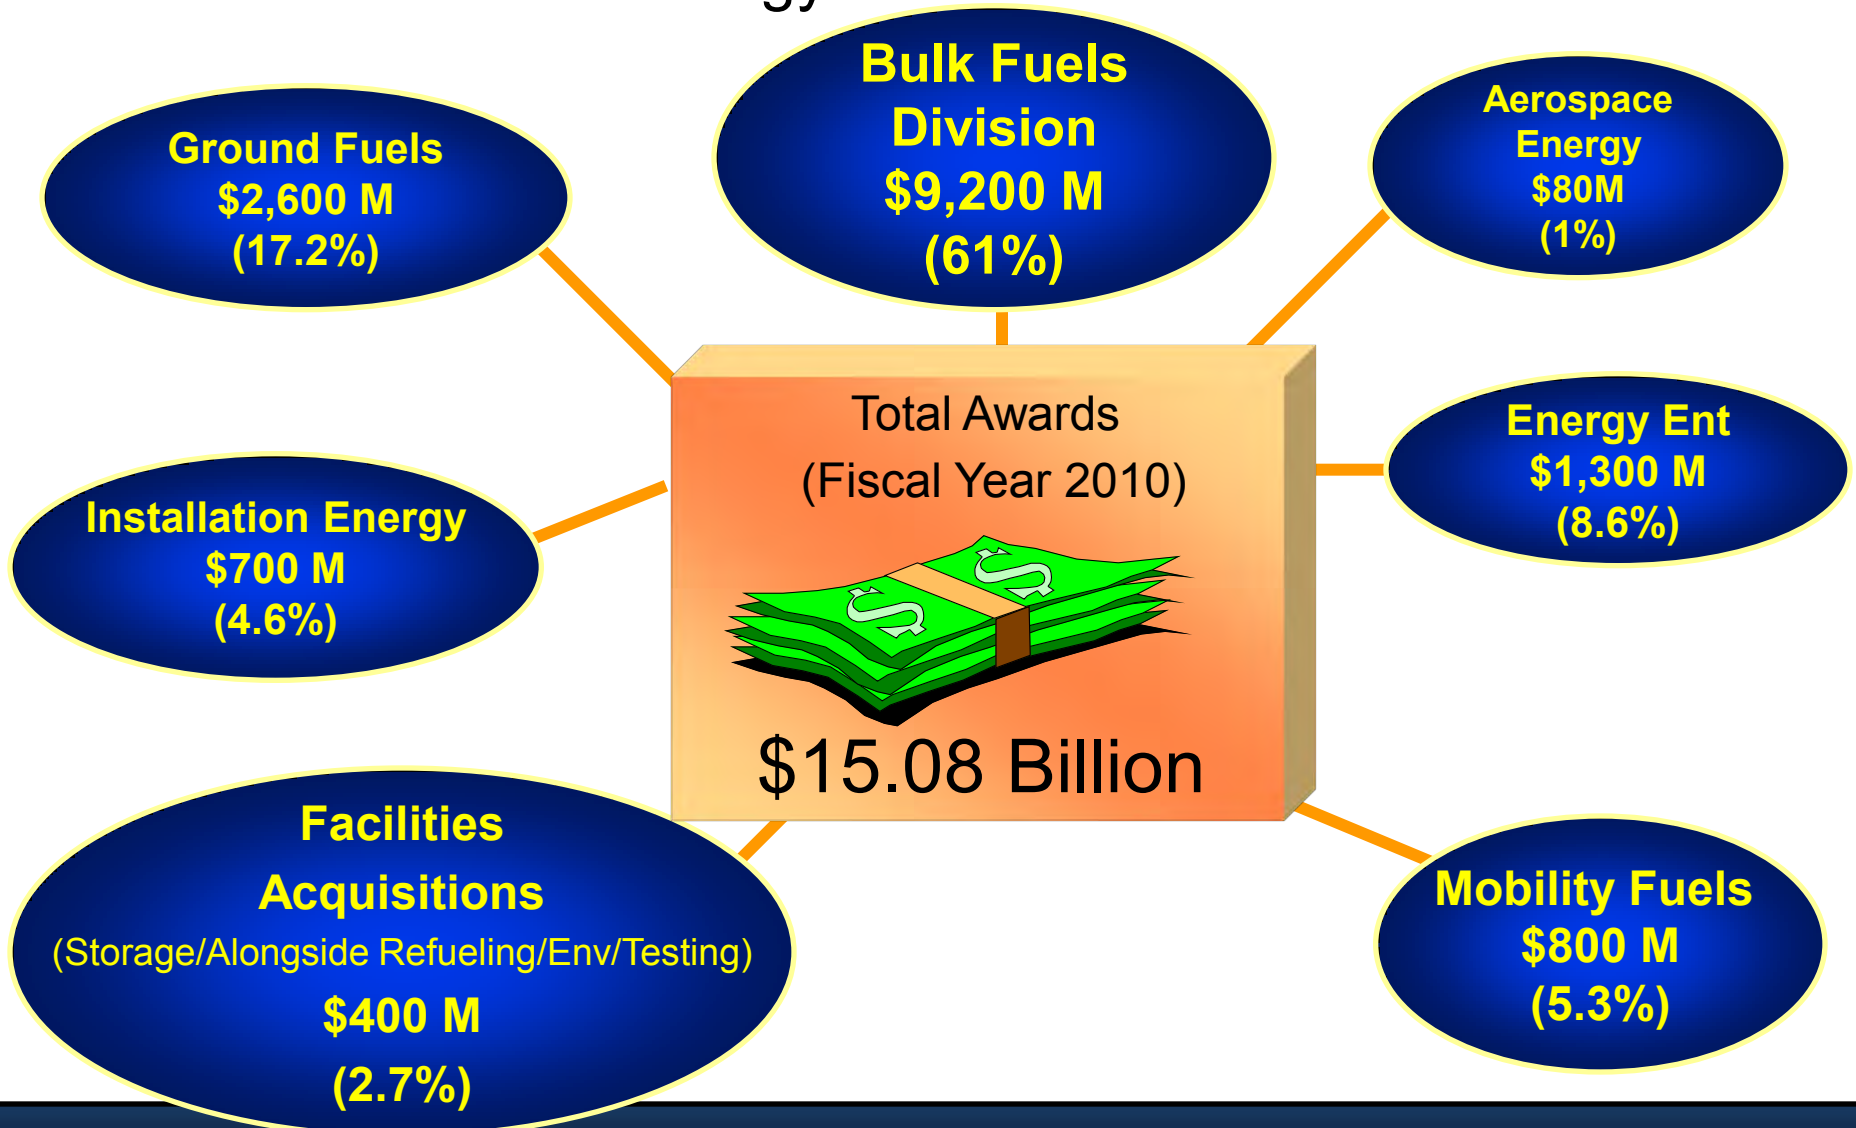 Bulk Fuels
Division
$9,200 M
(61%)
Aerospace
Energy
$80M
(1%)
Ground Fuels
$2,600 M
(17.2%)
Total Awards
(Fiscal Year 2010)
$15.08 Billion
Energy Ent
$1,300 M
(8.6%)
Installation Energy
$700 M
(4.6%)
Facilities
Acquisitions
(Storage/Alongside Refueling/Env/Testing)
$400 M
(2.7%)
Mobility Fuels
$800 M
(5.3%)